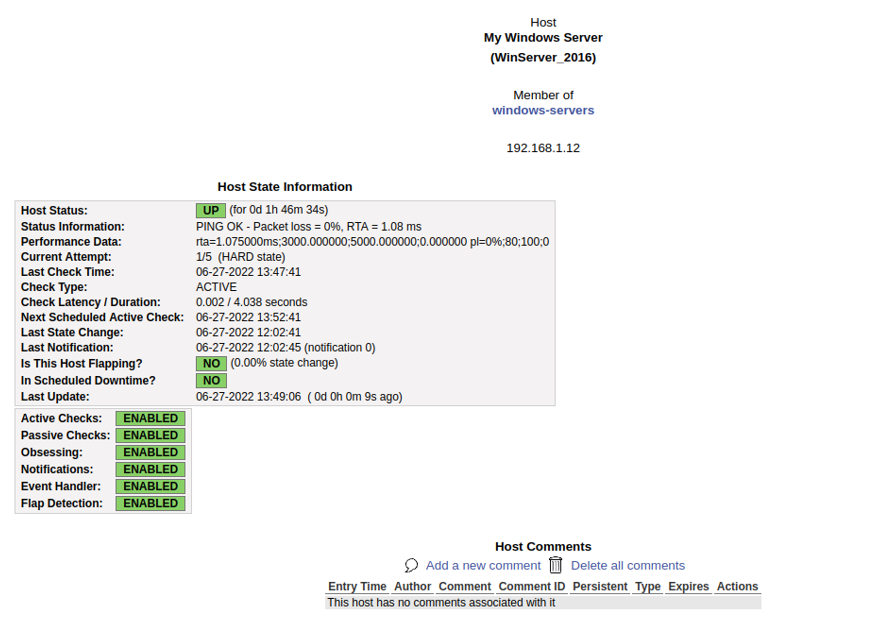 Host
My Windows Server
(WinServer_2016)
Member of
windows-servers
192.168.1.12
Host State Information
Host Status: UP (for 0d 1h 46m 34s)
Status Information: PING OK - Packet loss = 0%, RTA = 1.08 ms
Performance Data: rta=1.075000ms;3000.000000;5000.000000;0.000000 pl=0%;80;100;0
Current Attempt: 1/5 (HARD state)
Last Check Time: 06-27-2022 13:47:41
Check Type: ACTIVE
Check Latency / Duration: 0.002 / 4.038 seconds
Next Scheduled Active Check: 06-27-2022 13:52:41
Last State Change: 06-27-2022 12:02:41
Last Notification: 06-27-2022 12:02:45 (notification 0)
Is This Host Flapping? NO (0.00% state change)
In Scheduled Downtime? NO
Last Update: 06-27-2022 13:49:06 ( 0d 0h 0m 9s ago)
Active Checks: ENABLED
Passive Checks: ENABLED
Obsessing: ENABLED
Notifications: ENABLED
Event Handler: ENABLED
Flap Detection: ENABLED
Host Comments
Add a new comment Delete all comments
Entry Time Author Comment Comment ID Persistent Type Expires Actions
This host has no comments associated with it